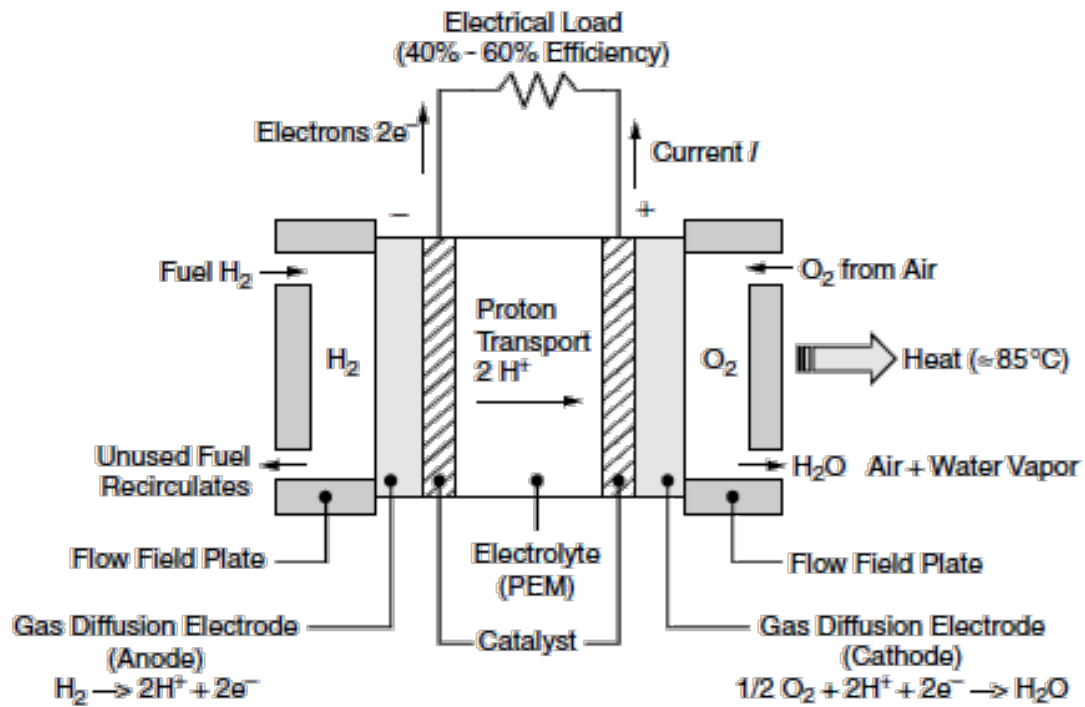 Electrical Load
(40% - 60% Efficiency)
Electrons 2e⁻
Current I
−
+
Fuel H₂
O₂ from Air
Proton
Transport
2 H⁺
H₂
O₂
Heat (≈85°C)
Unused Fuel
Recirculates
H₂O Air + Water Vapor
Flow Field Plate
Electrolyte
(PEM)
Flow Field Plate
Gas Diffusion Electrode
(Anode)
H₂ —> 2H⁺ + 2e⁻
Catalyst
Gas Diffusion Electrode
(Cathode)
1/2 O₂ + 2H⁺ + 2e⁻ —> H₂O